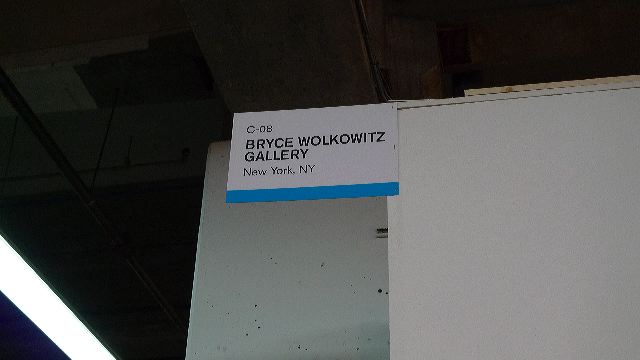 C-08
BRYCE WOLKOWITZ
GALLERY
New York, NY